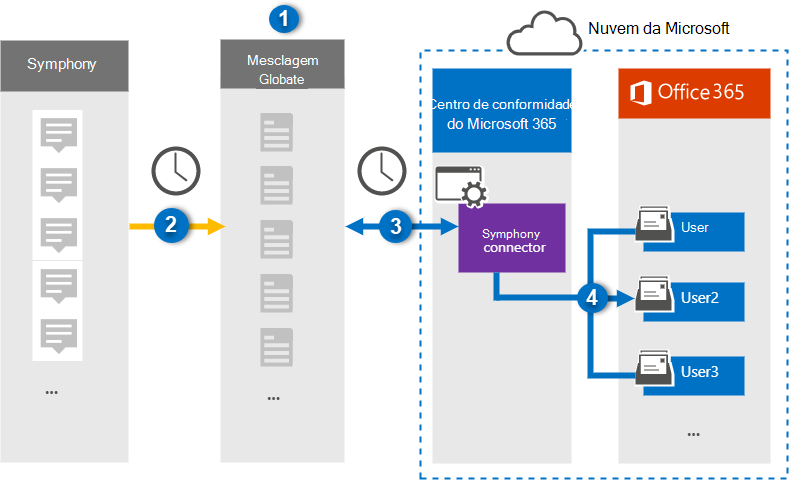 1
Nuvem da Microsoft
Symphony
Mesclagem
Globate
Centro de conformidade
do Microsoft 365
Office 365
2
3
Symphony
connector
4
User
User2
User3
...
...
...